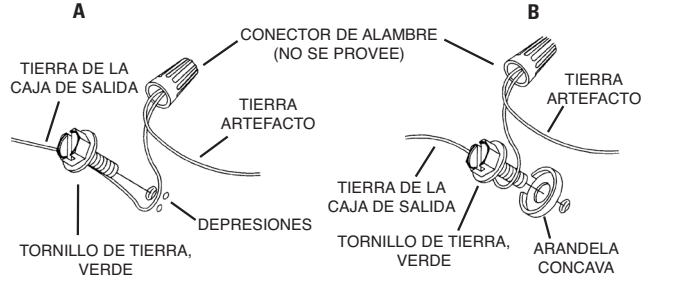 A
B
CONECTOR DE ALAMBRE
(NO SE PROVEE)
TIERRA DE LA
CAJA DE SALIDA
TIERRA
ARTEFACTO
DEPRESIONES
TORNILLO DE TIERRA,
VERDE
TIERRA
ARTEFACTO
TIERRA DE LA
CAJA DE SALIDA
TORNILLO DE TIERRA,
VERDE
ARANDELA
CONCAVA